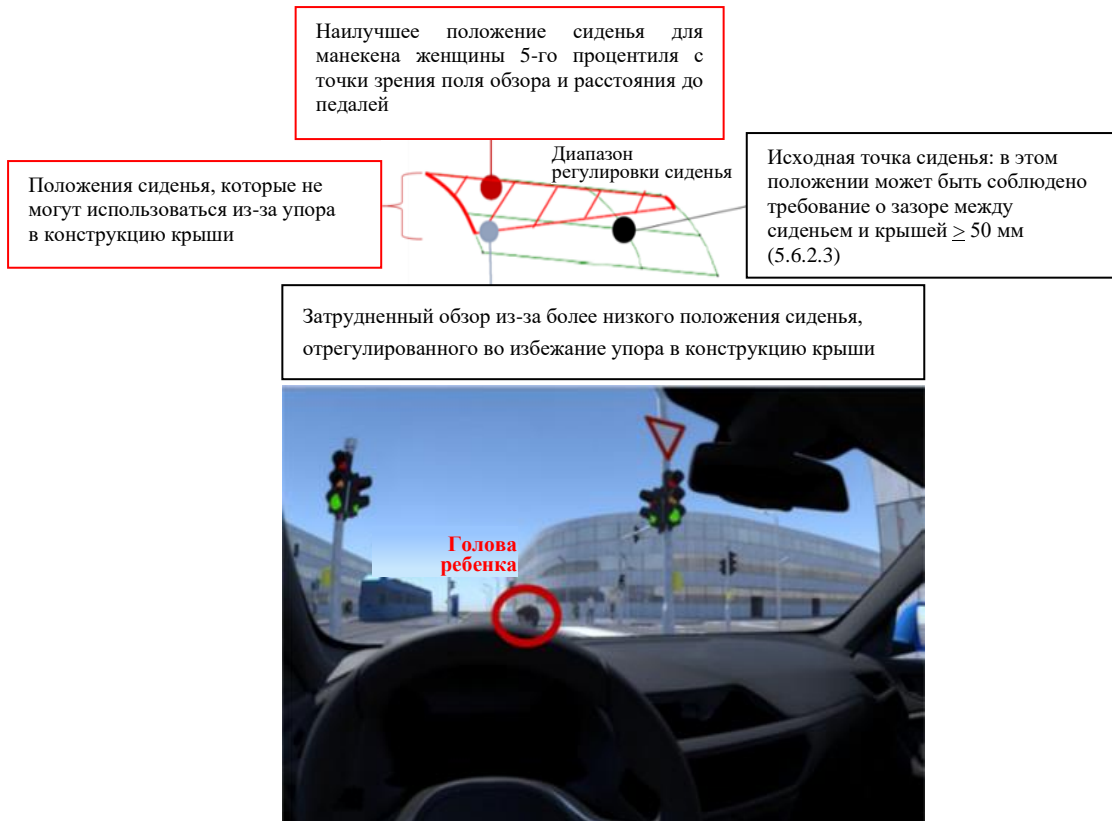 Наилучшее положение сиденья для
манекена женщины 5-го процентиля с
точки зрения поля обзора и расстояния до
педалей
Диапазон
регулировки сиденья
Положения сиденья, которые не
могут использоваться из-за упора
в конструкцию крыши
Исходная точка сиденья: в этом
положении может быть соблюдено
требование о зазоре между
сиденьем и крышей ≥ 50 мм
(5.6.2.3)
Затрудненный обзор из-за более низкого положения сиденья,
отрегулированного во избежание упора в конструкцию крыши
Голова
ребенка